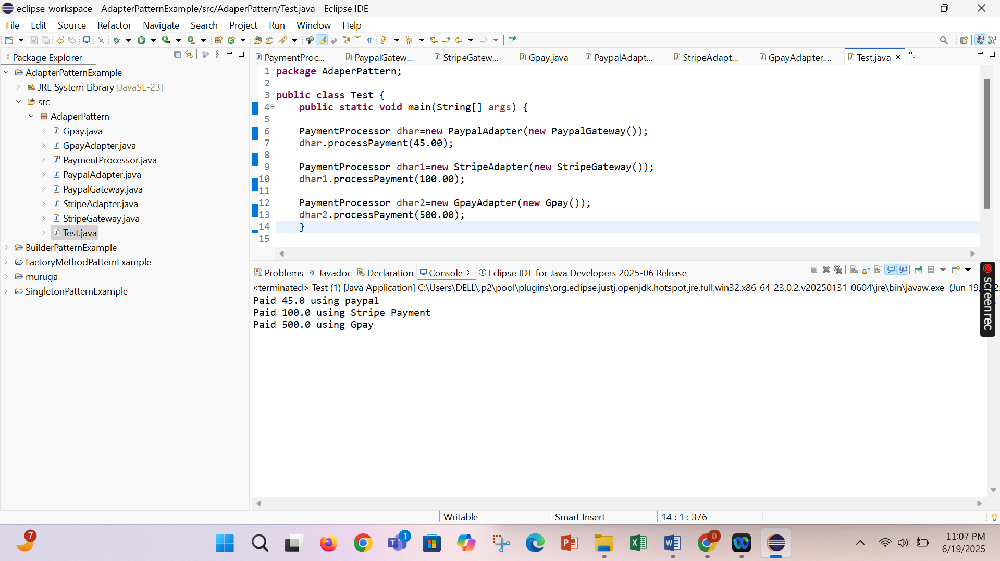 eclipse-workspace - AdapterPatternExample/src/AdaperPattern/Test.java - Eclipse IDE
File Edit Source Refactor Navigate Search Project Run Window Help
Package Explorer
AdapterPatternExample
JRE System Library [JavaSE-23]
src
AdaperPattern
Gpay.java
GpayAdapter.java
PaymentProcessor.java
PaypalAdapter.java
PaypalGateway.java
StripeAdapter.java
StripeGateway.java
Test.java
BuilderPatternExample
FactoryMethodPatternExample
muruga
SingletonPatternExample
PaymentProc... PaypalGatew... StripeGatew... Gpay.java PaypalAdapt... StripeAdapt... GpayAdapter.... Test.java
1 package AdaperPattern;
2
3 public class Test {
4 public static void main(String[] args) {
5
6 PaymentProcessor dhar=new PaypalAdapter(new PaypalGateway());
7 dhar.processPayment(45.00);
8
9 PaymentProcessor dhar1=new StripeAdapter(new StripeGateway());
10 dhar1.processPayment(100.00);
11
12 PaymentProcessor dhar2=new GpayAdapter(new Gpay());
13 dhar2.processPayment(500.00);
14 }
15
Problems @ Javadoc Declaration Console Eclipse IDE for Java Developers 2025-06 Release
<terminated> Test (1) [Java Application] C:\Users\DELL\.p2\pool\plugins\org.eclipse.justj.openjdk.hotspot.jre.full.win32.x86_64_23.0.2.v20250131-0604\jre\bin\javaw.exe (Jun 19,
Paid 45.0 using paypal
Paid 100.0 using Stripe Payment
Paid 500.0 using Gpay
screenrec
Writable Smart Insert 14 : 1 : 376
7
1
D
11:07 PM
6/19/2025